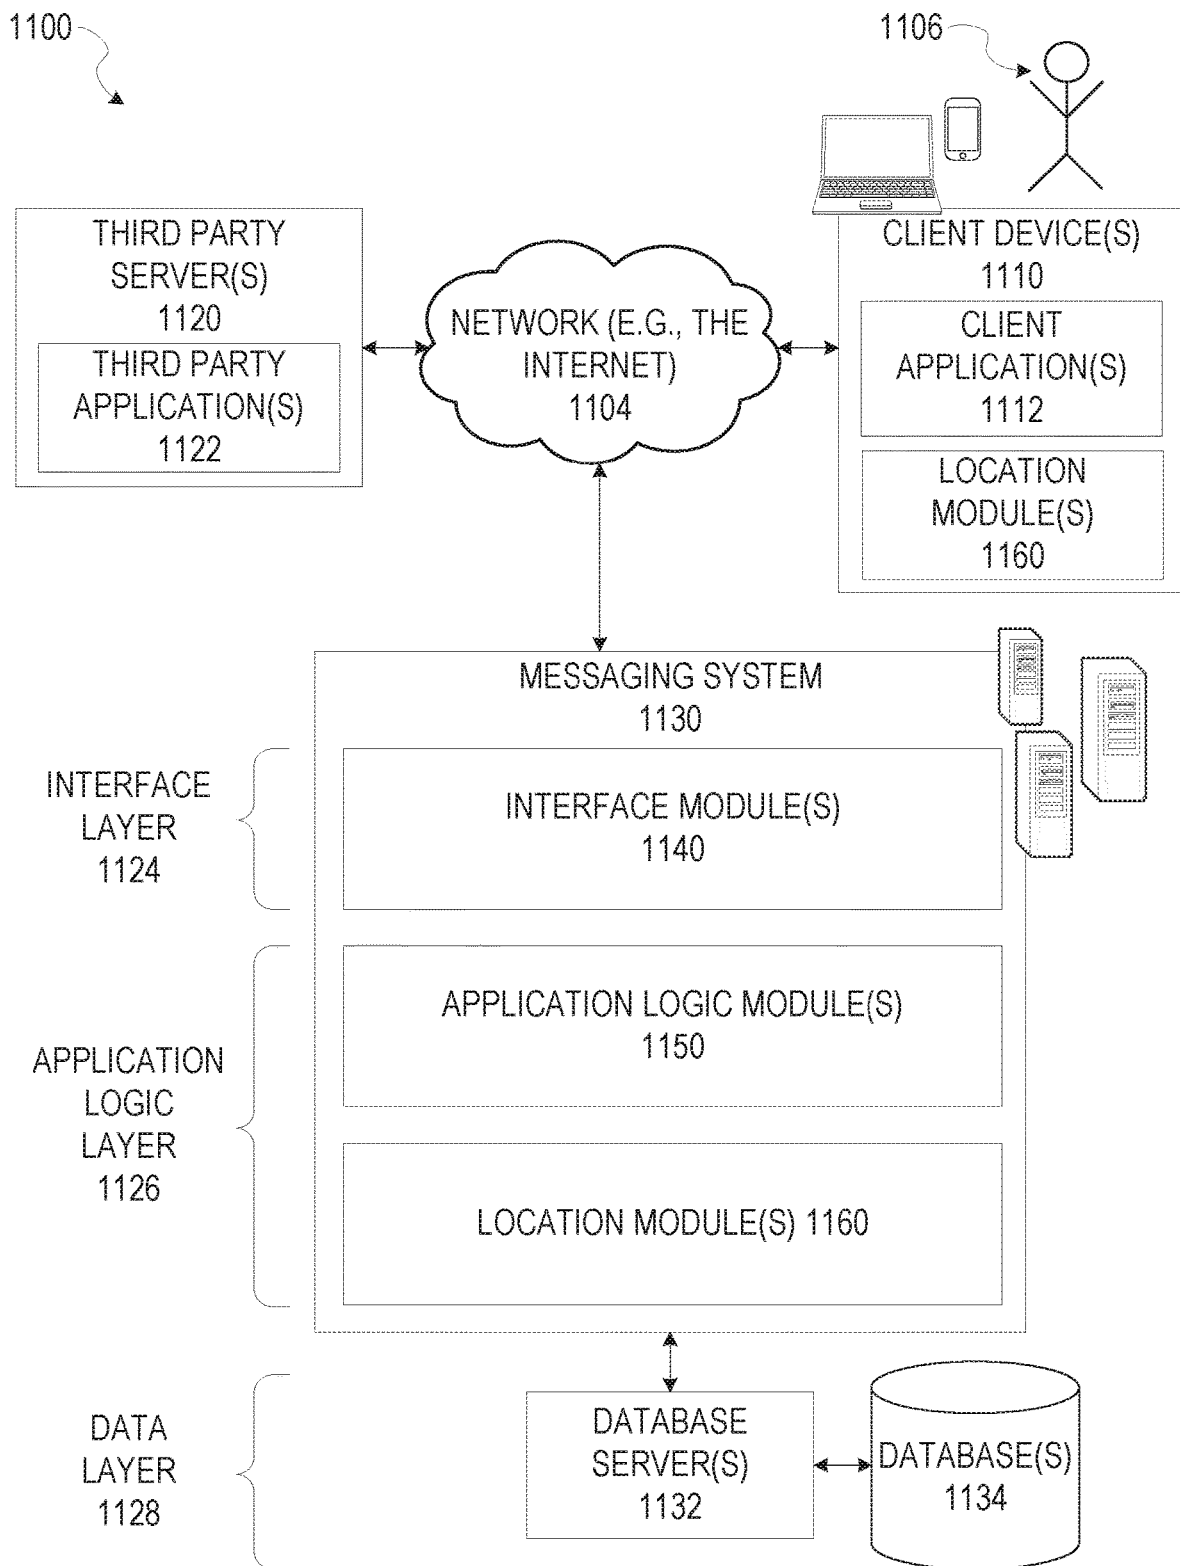 1100
1106
THIRD PARTY
SERVER(S)
1120
THIRD PARTY
APPLICATION(S)
1122
NETWORK (E.G., THE
INTERNET)
1104
CLIENT DEVICE(S)
1110
CLIENT
APPLICATION(S)
1112
LOCATION
MODULE(S)
1160
MESSAGING SYSTEM
1130
INTERFACE
LAYER
1124
INTERFACE MODULE(S)
1140
APPLICATION
LOGIC
LAYER
1126
APPLICATION LOGIC MODULE(S)
1150
LOCATION MODULE(S) 1160
DATA
LAYER
1128
DATABASE
SERVER(S)
1132
DATABASE(S)
1134